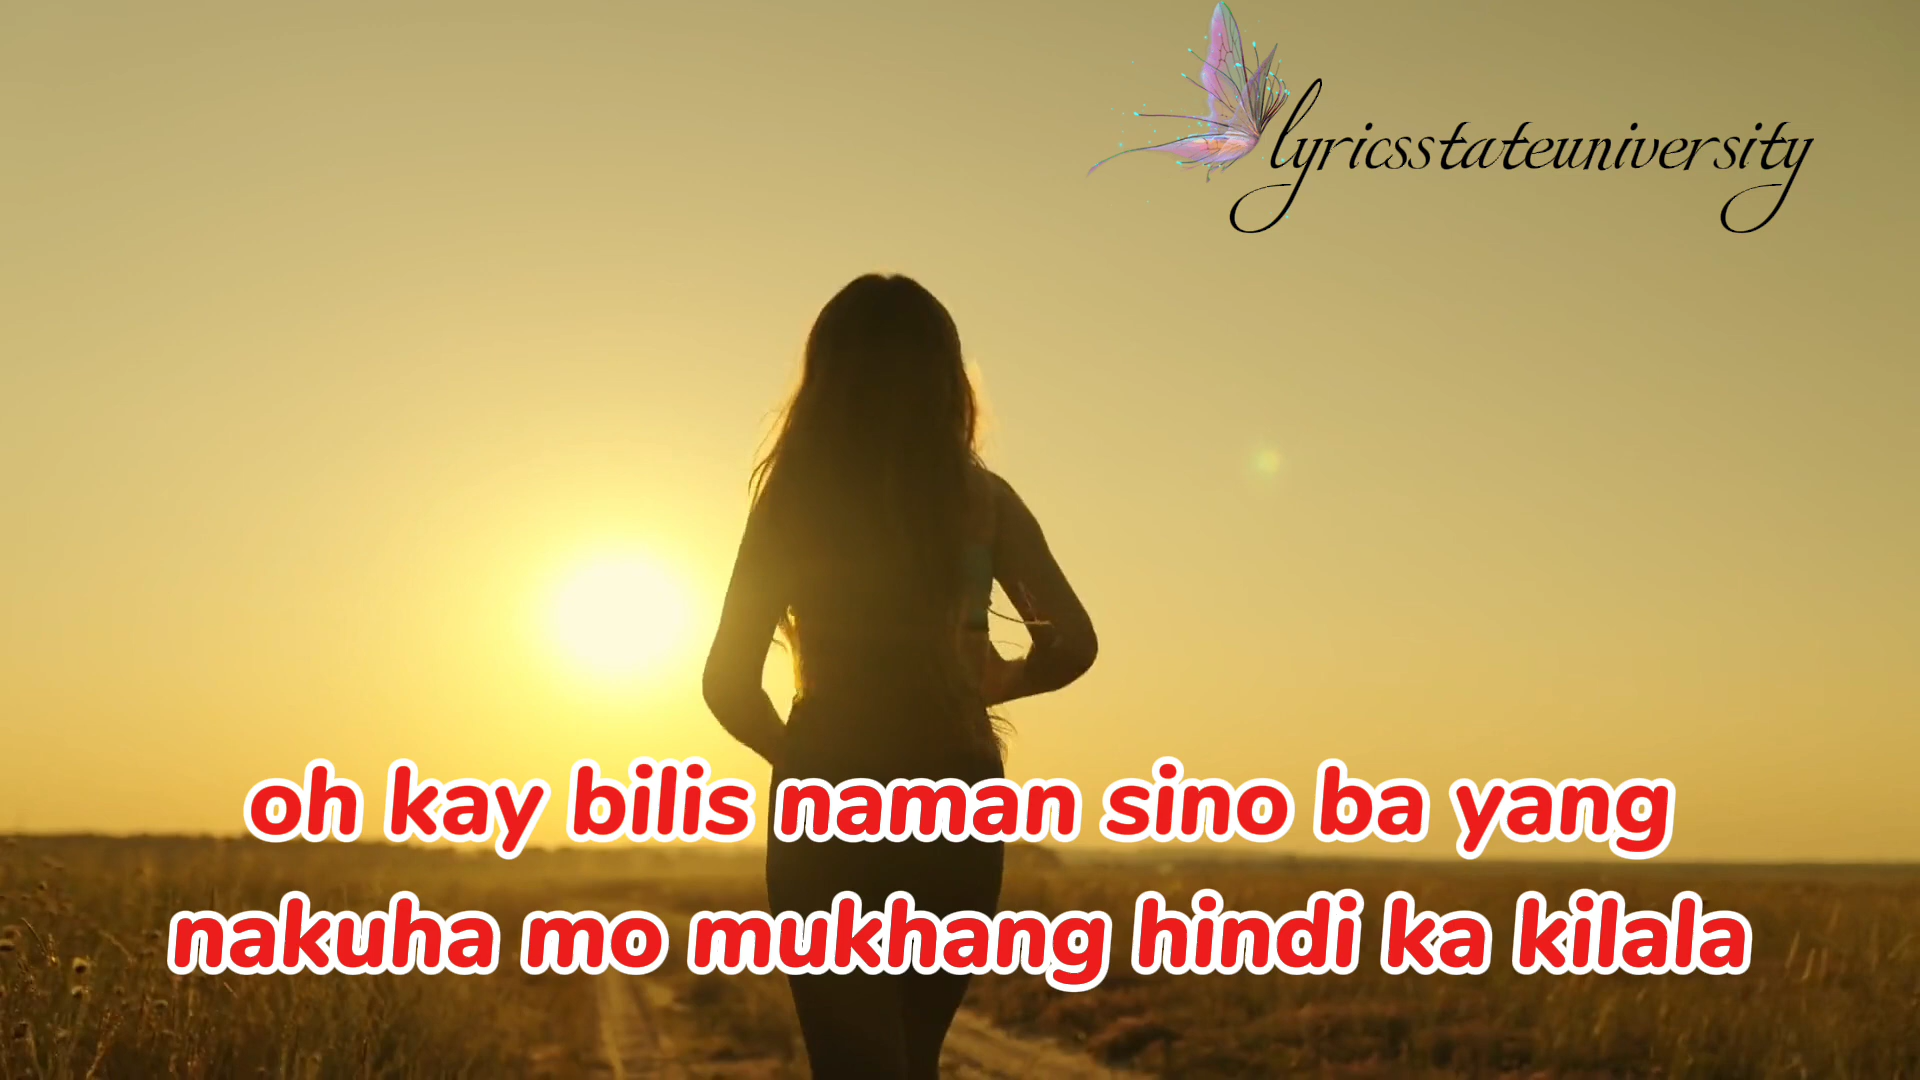 lyricsstateuniversity
oh kay bilis naman sino ba yang
nakuha mo mukhang hindi ka kilala